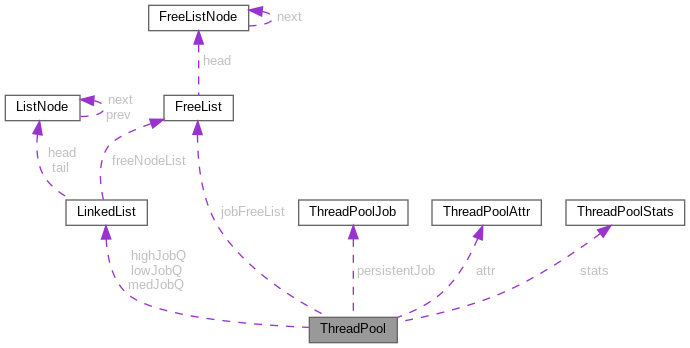 FreeListNode
next
head
ListNode
next
prev
FreeList
head
tail
freeNodeList
LinkedList
jobFreeList
ThreadPoolJob
ThreadPoolAttr
ThreadPoolStats
highJobQ
lowJobQ
medJobQ
persistentJob
attr
stats
ThreadPool